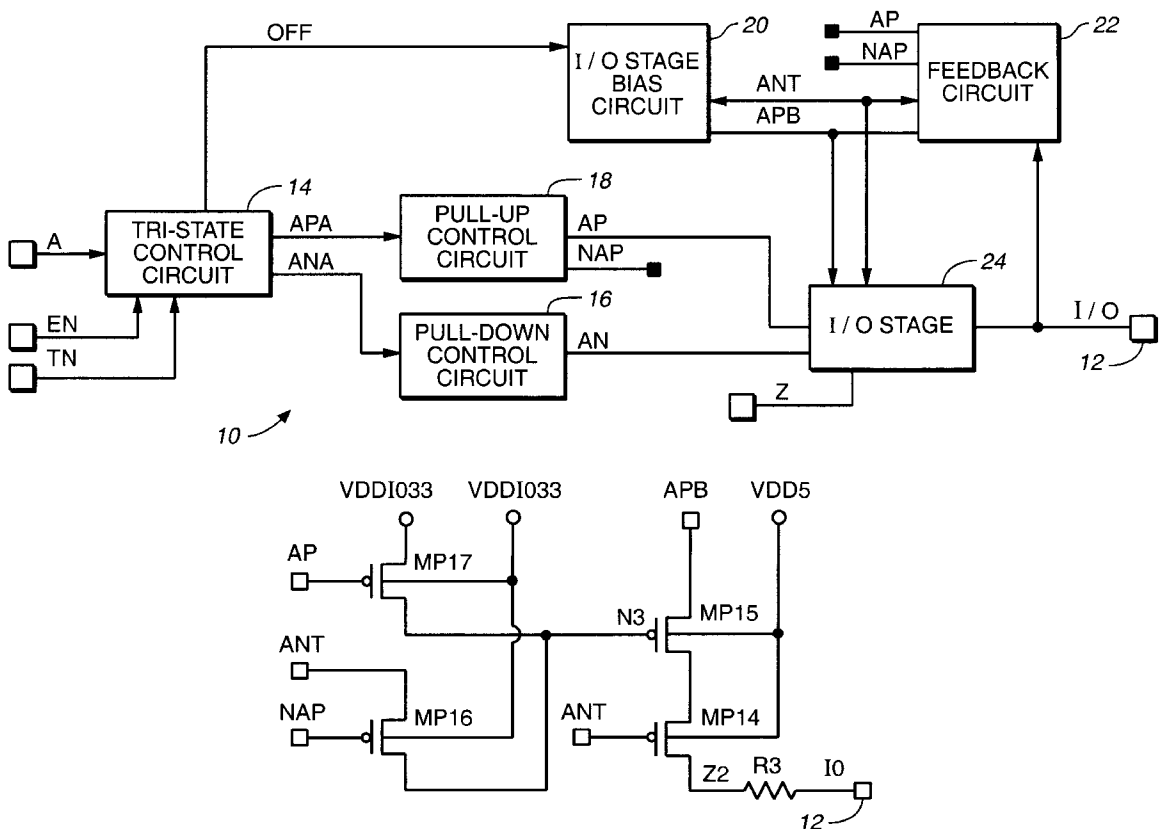 OFF
20
I/O STAGE
BIAS
CIRCUIT
ANT
APB
AP
NAP
22
FEEDBACK
CIRCUIT
14
TRI-STATE
CONTROL
CIRCUIT
A
EN
TN
APA
ANA
18
PULL-UP
CONTROL
CIRCUIT
AP
NAP
16
PULL-DOWN
CONTROL
CIRCUIT
AN
24
I/O STAGE
I/O
12
Z
10
VDDI033
VDDI033
APB
VDD5
AP
MP17
N3
MP15
ANT
NAP
MP16
ANT
MP14
Z2
R3
I0
12